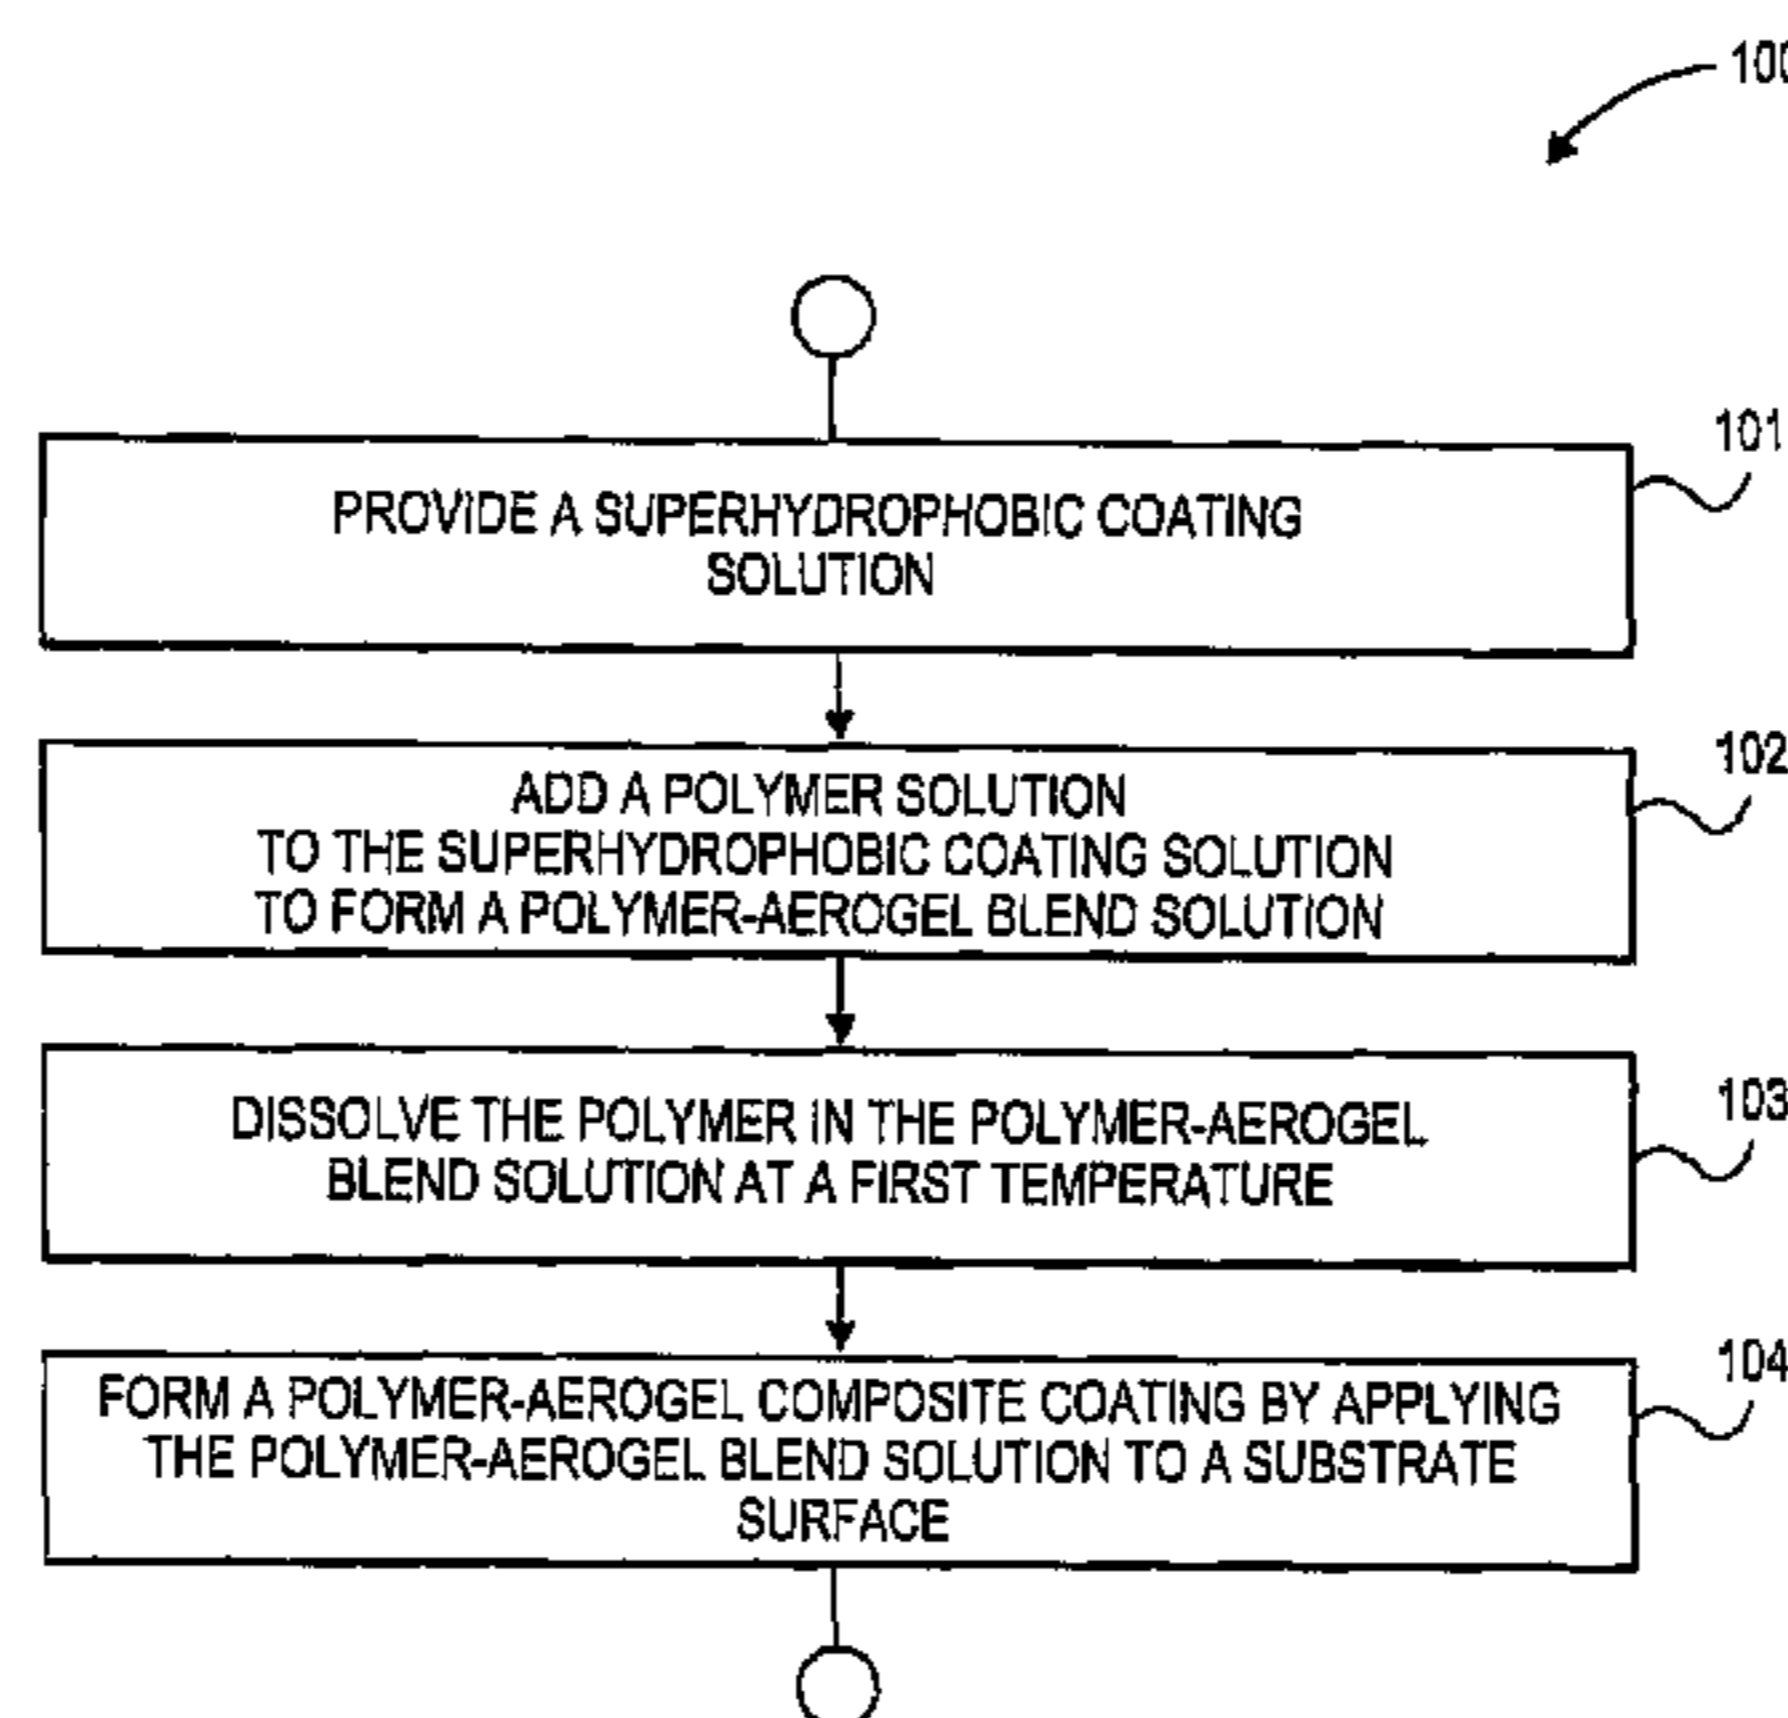 100
101
PROVIDE A SUPERHYDROPHOBIC COATING
SOLUTION
102
ADD A POLYMER SOLUTION
TO THE SUPERHYDROPHOBIC COATING SOLUTION
TO FORM A POLYMER-AEROGEL BLEND SOLUTION
103
DISSOLVE THE POLYMER IN THE POLYMER-AEROGEL
BLEND SOLUTION AT A FIRST TEMPERATURE
104
FORM A POLYMER-AEROGEL COMPOSITE COATING BY APPLYING
THE POLYMER-AEROGEL BLEND SOLUTION TO A SUBSTRATE
SURFACE